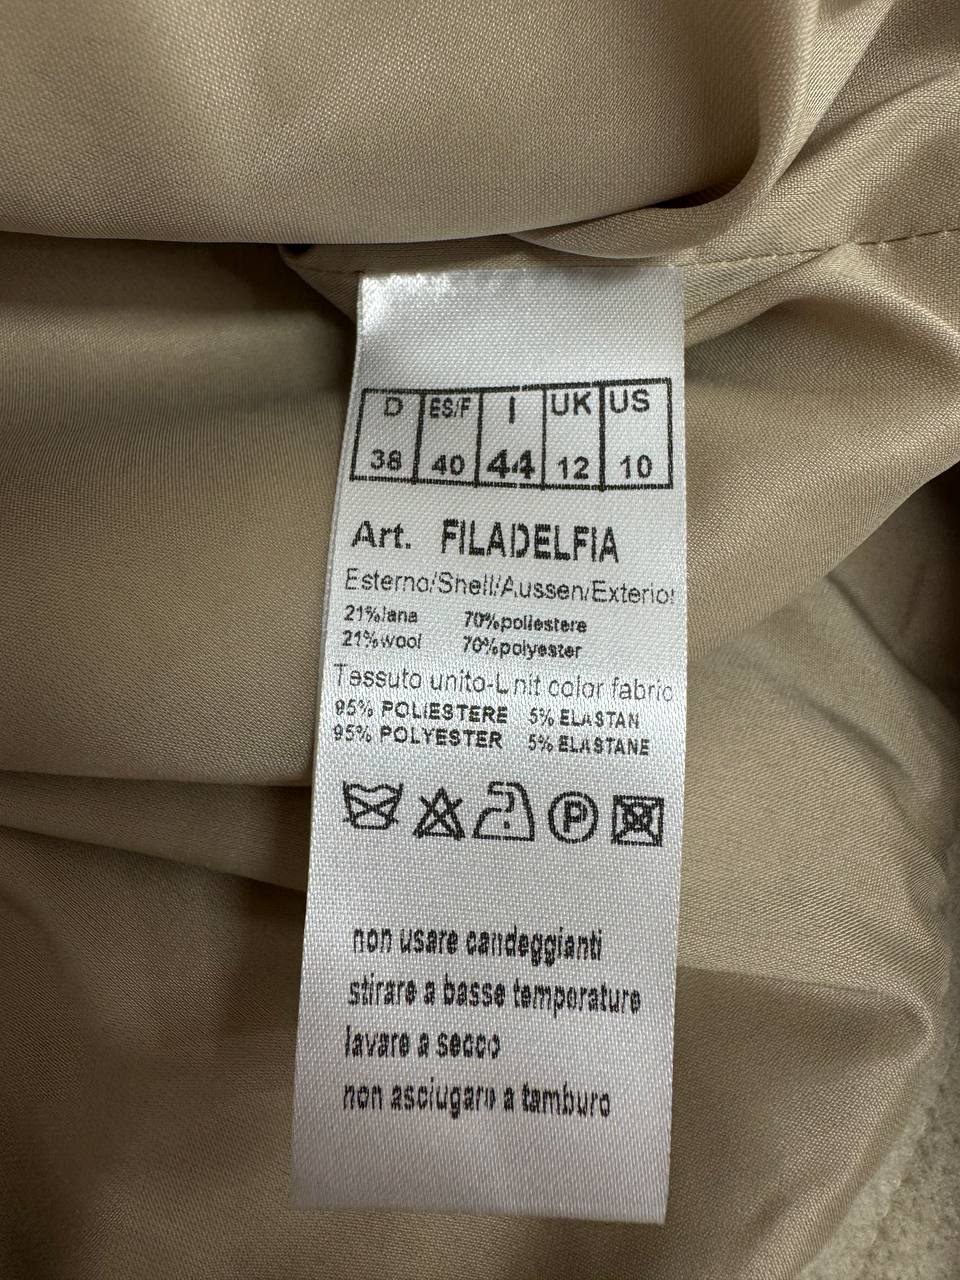 D ES/F I UK US
38 40 44 12 10
Art. FILADELFIA
Esterno/Shell/Aussen/Exterior
21%lana 70%poliestere
21%wool 70%polyester
Tessuto unito-Unit color fabric
95% POLIESTERE 5% ELASTAN
95% POLYESTER 5% ELASTANE
P
non usare candeggianti
stirare a basse temperature
lavare a secco
non asciugare a tamburo